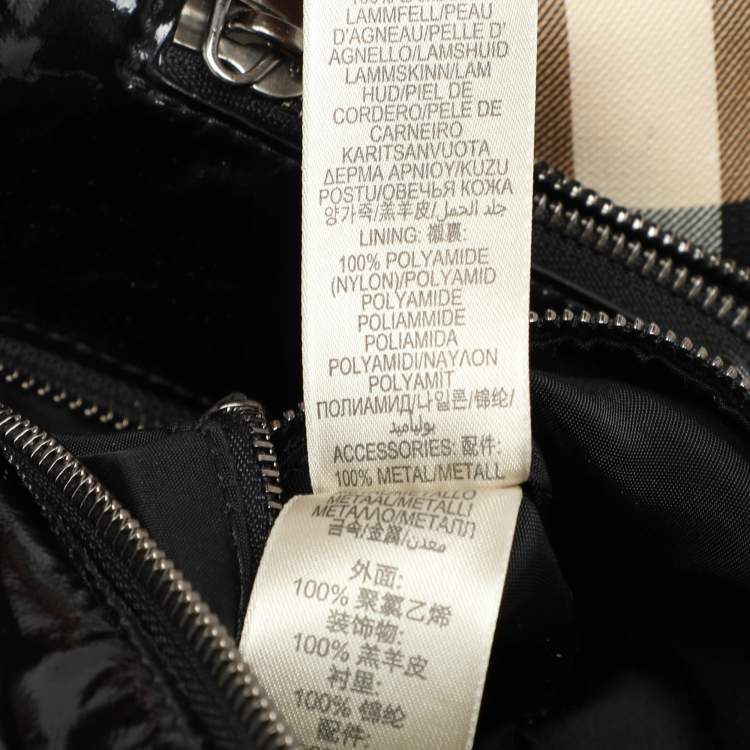 LAMMFELL/PEAU
D'AGNEAU/PELLE D'
AGNELLO/LAMSHUID
LAMMSKINN/LAM
HUD/PIEL DE
CORDERO/PELE DE
CARNEIRO
KARITSANVUOTA
ΔΕΡΜΑ ΑΡΝΙΟΥ/KUZU
POSTU/ОВЕЧЬЯ КОЖА
양가죽/羔羊皮/جلد الحمل
LINING: 襯裏:
100% POLYAMIDE
(NYLON)/POLYAMID
POLYAMIDE
POLIAMMIDE
POLIAMIDA
POLYAMIDI/ΝΑΥΛΟΝ
POLYAMİT
ПОЛИАМИД/나일론/锦纶/
بولياميد
ACCESSORIES: 配件:
100% METAL/METALL
METAAL/METALLI
ΜΕΤΑΛΛΟ/МЕТАЛЛ
금속/金属/معدن
外面:
100% 聚氯乙烯
装饰物:
100% 羔羊皮
衬里:
100% 锦纶
配件: